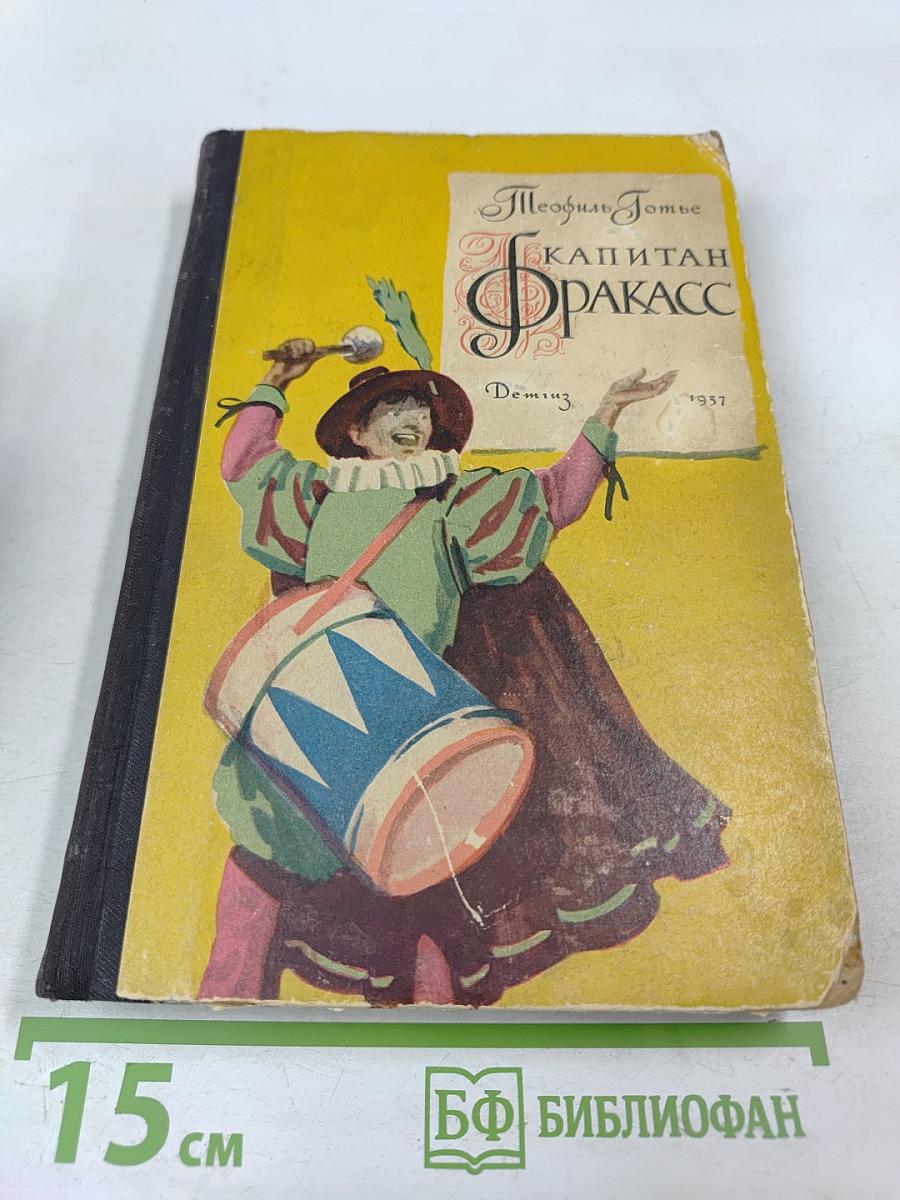 Теофиль Готье
КАПИТАН
ФРАКАСС
Детгиз 1957
15 см
БФ БИБЛИОФАН